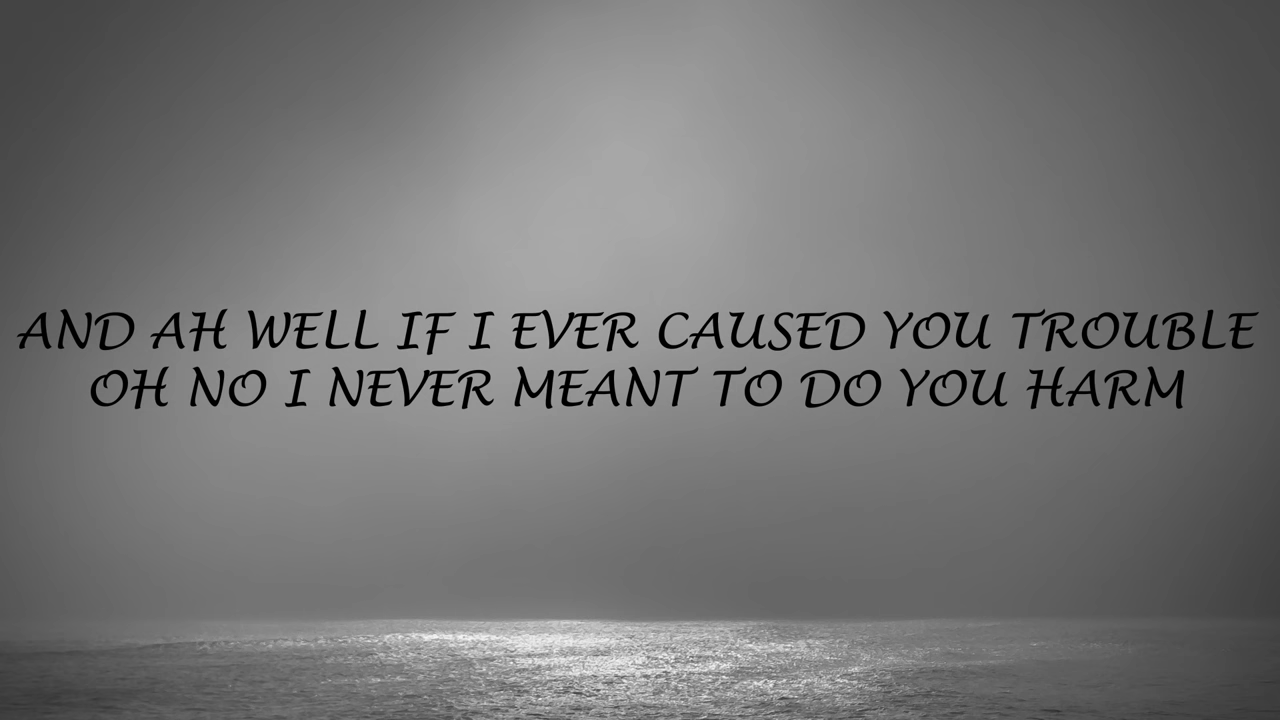 AND AH WELL IF I EVER CAUSED YOU TROUBLE
OH NO I NEVER MEANT TO DO YOU HARM